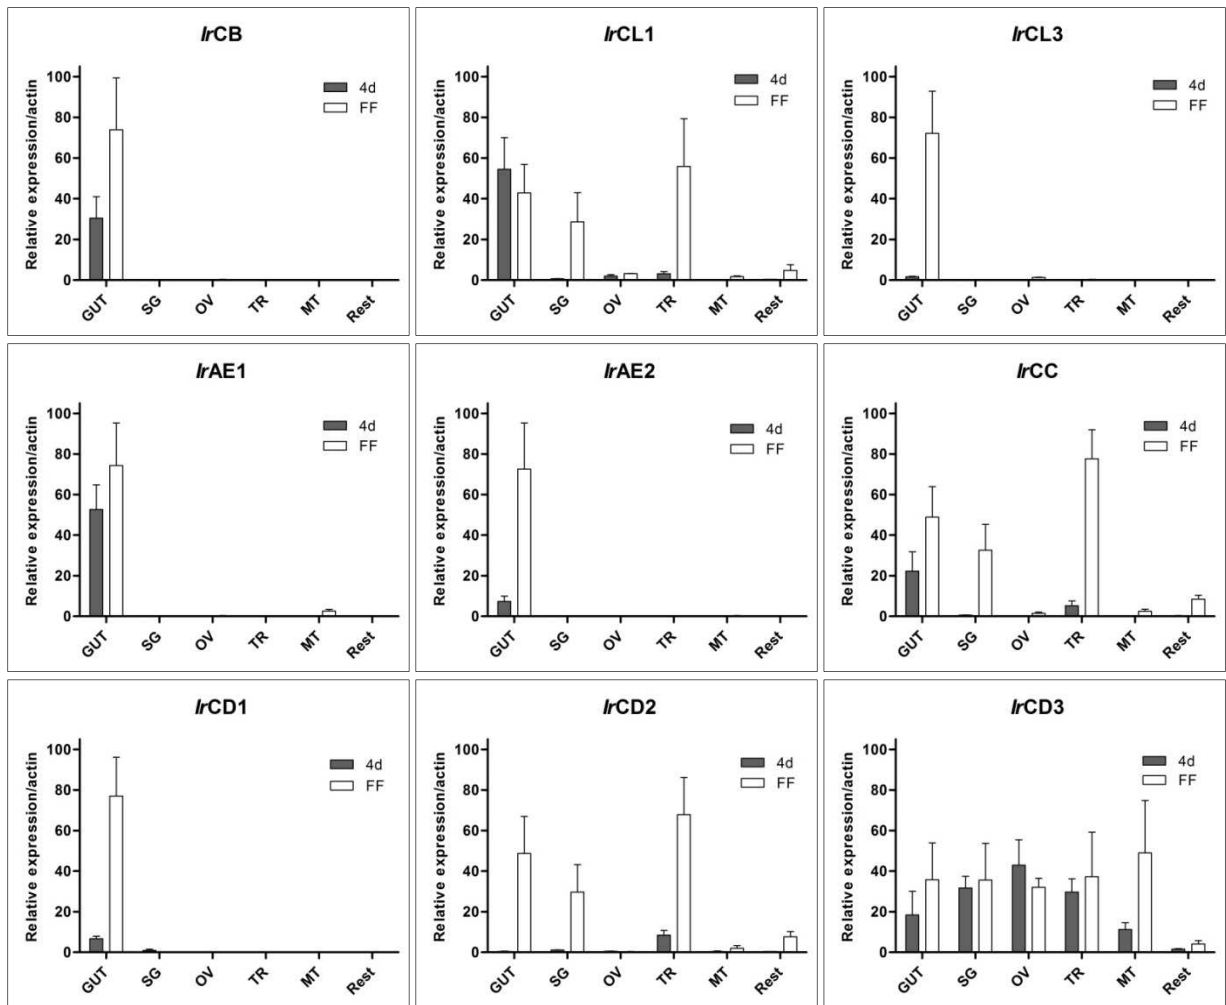 IrCB
4d
FF
Relative expression/actin
100
80
60
40
20
0
GUT SG OV TR MT Rest
IrCL1
4d
FF
Relative expression/actin
100
80
60
40
20
0
GUT SG OV TR MT Rest
IrCL3
4d
FF
Relative expression/actin
100
80
60
40
20
0
GUT SG OV TR MT Rest
IrAE1
4d
FF
Relative expression/actin
100
80
60
40
20
0
GUT SG OV TR MT Rest
IrAE2
4d
FF
Relative expression/actin
100
80
60
40
20
0
GUT SG OV TR MT Rest
IrCC
4d
FF
Relative expression/actin
100
80
60
40
20
0
GUT SG OV TR MT Rest
IrCD1
4d
FF
Relative expression/actin
100
80
60
40
20
0
GUT SG OV TR MT Rest
IrCD2
4d
FF
Relative expression/actin
100
80
60
40
20
0
GUT SG OV TR MT Rest
IrCD3
4d
FF
Relative expression/actin
100
80
60
40
20
0
GUT SG OV TR MT Rest